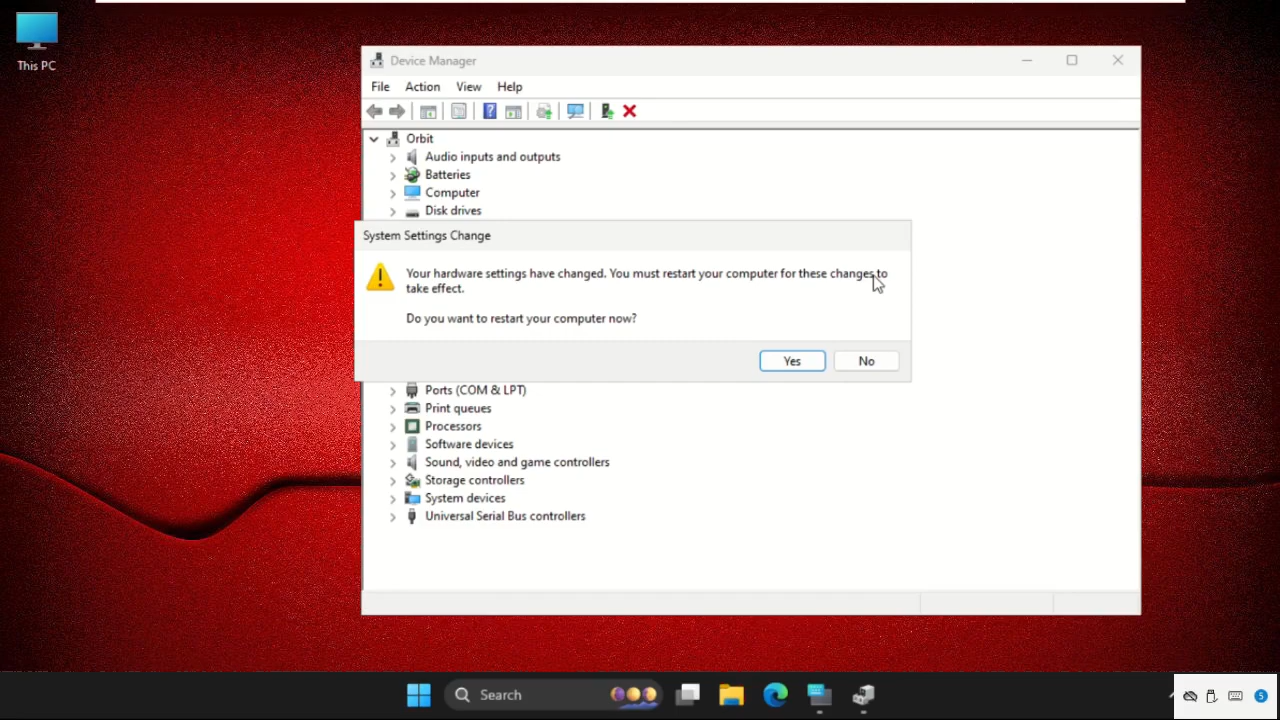 This PC
Device Manager
File Action View Help
Orbit
Audio inputs and outputs
Batteries
Computer
Disk drives
System Settings Change
Your hardware settings have changed. You must restart your computer for these changes to
take effect.
Do you want to restart your computer now?
Yes No
Ports (COM & LPT)
Print queues
Processors
Software devices
Sound, video and game controllers
Storage controllers
System devices
Universal Serial Bus controllers
Search
5